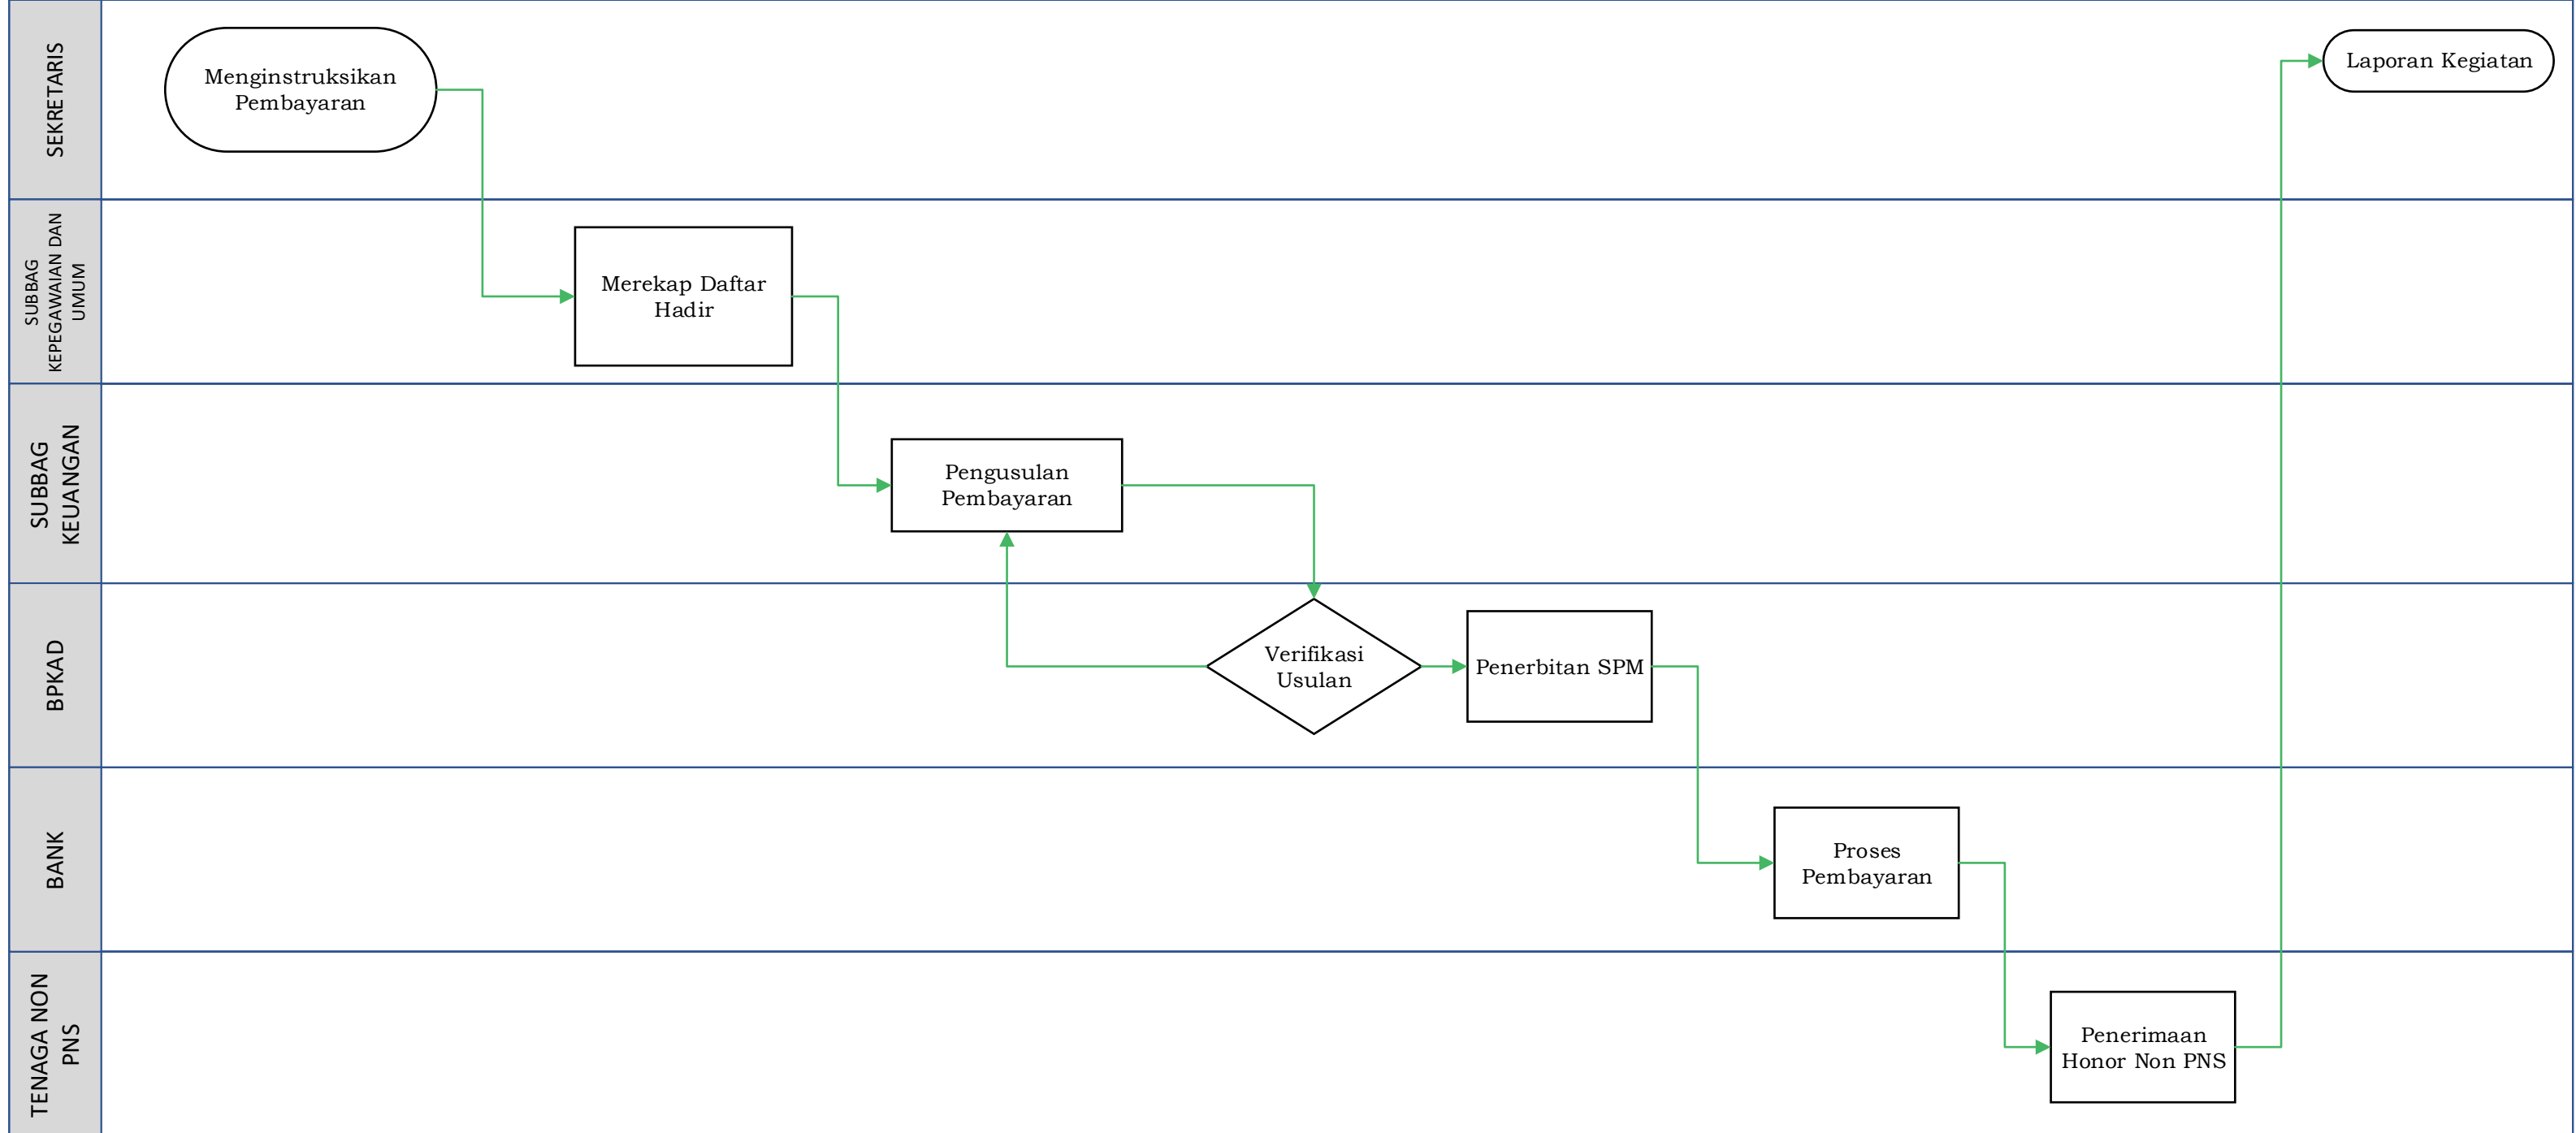 SEKRETARIS
Menginstruksikan
Pembayaran
Laporan Kegiatan
SUBBAG
KEPEGAWAIAN DAN
UMUM
Merekap Daftar
Hadir
SUBBAG
KEUANGAN
Pengusulan
Pembayaran
BPKAD
Verifikasi
Usulan
Penerbitan SPM
BANK
Proses
Pembayaran
TENAGA NON
PNS
Penerimaan
Honor Non PNS